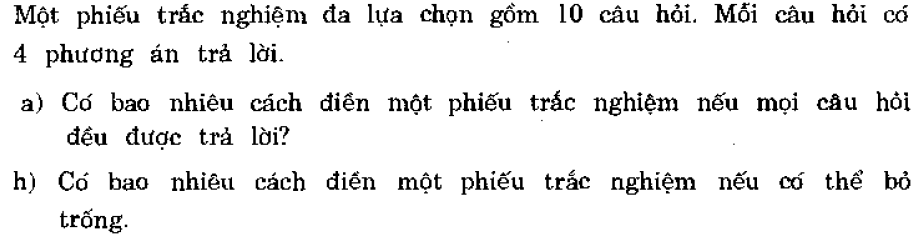 Một phiếu trắc nghiệm đa lựa chọn gồm 10 câu hỏi. Mỗi câu hỏi có
4 phương án trả lời.
a) Có bao nhiêu cách điền một phiếu trắc nghiệm nếu mọi câu hỏi
đều được trả lời?
h) Có bao nhiêu cách điền một phiếu trắc nghiệm nếu có thể bỏ
trống.